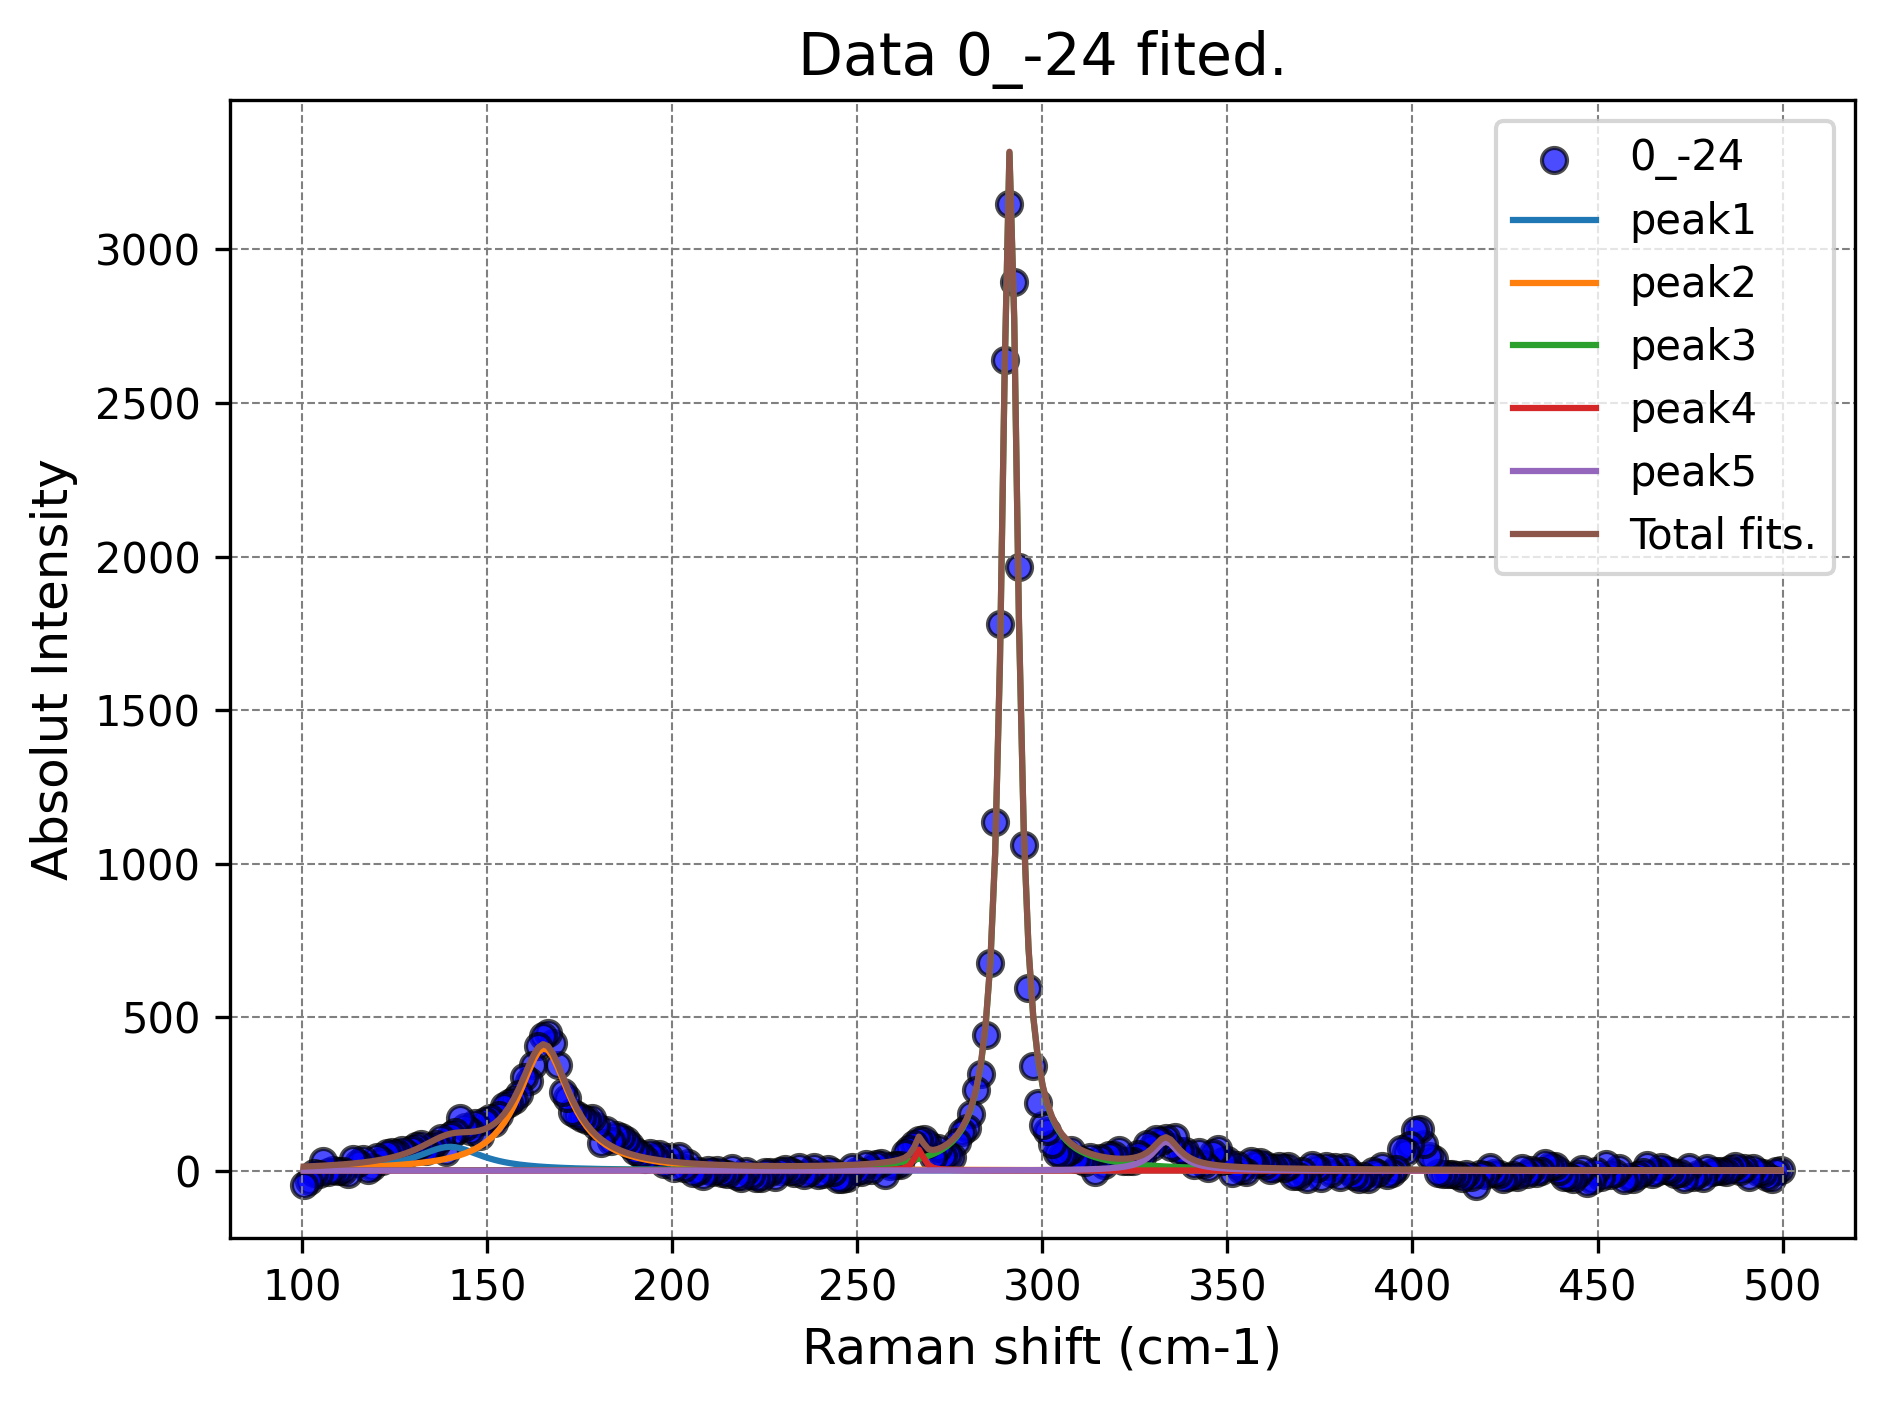 Data 0_-24 fited.
0_-24
peak1
peak2
peak3
peak4
peak5
Total fits.
Absolut Intensity
3000
2500
2000
1500
1000
500
0
100 150 200 250 300 350 400 450 500
Raman shift (cm-1)